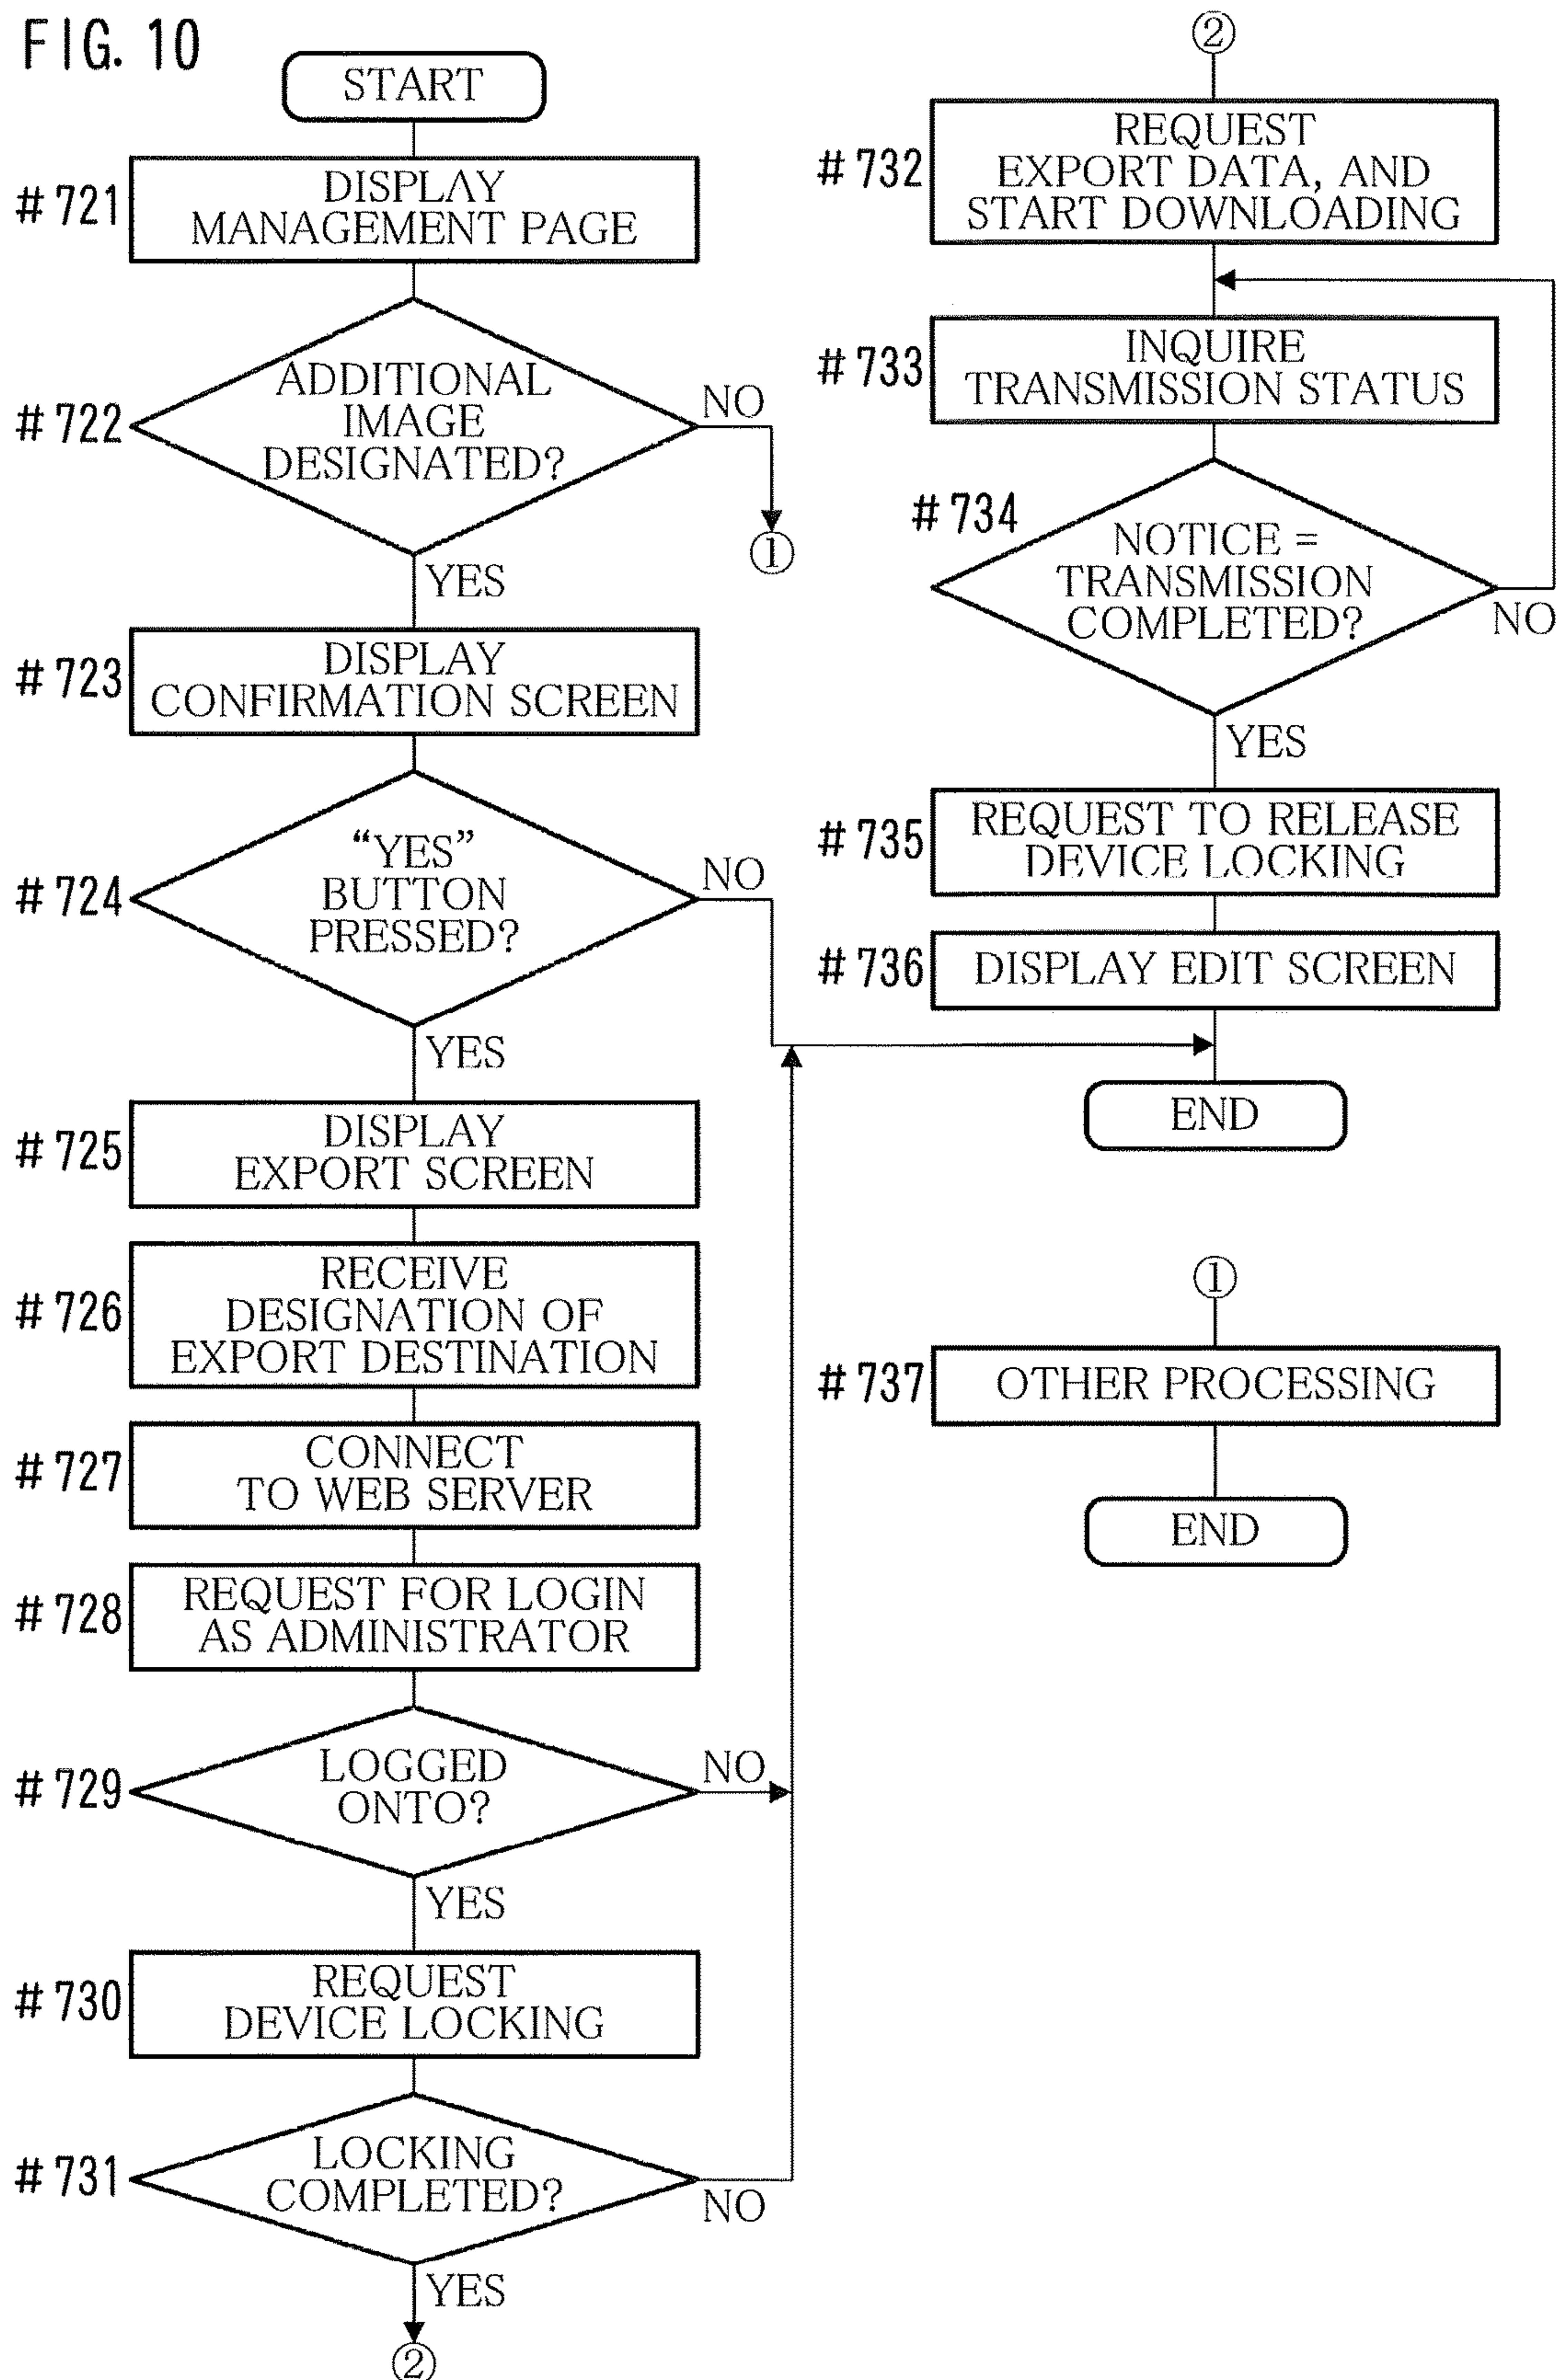 FIG. 10
START
#721
DISPLAY
MANAGEMENT PAGE
#722
ADDITIONAL
IMAGE
DESIGNATED?
NO
①
YES
#723
DISPLAY
CONFIRMATION SCREEN
#724
“YES”
BUTTON
PRESSED?
NO
YES
#725
DISPLAY
EXPORT SCREEN
#726
RECEIVE
DESIGNATION OF
EXPORT DESTINATION
#727
CONNECT
TO WEB SERVER
#728
REQUEST FOR LOGIN
AS ADMINISTRATOR
#729
LOGGED
ONTO?
NO
YES
#730
REQUEST
DEVICE LOCKING
#731
LOCKING
COMPLETED?
NO
YES
②
②
#732
REQUEST
EXPORT DATA, AND
START DOWNLOADING
#733
INQUIRE
TRANSMISSION STATUS
#734
NOTICE =
TRANSMISSION
COMPLETED?
NO
YES
#735
REQUEST TO RELEASE
DEVICE LOCKING
#736
DISPLAY EDIT SCREEN
END
①
#737
OTHER PROCESSING
END